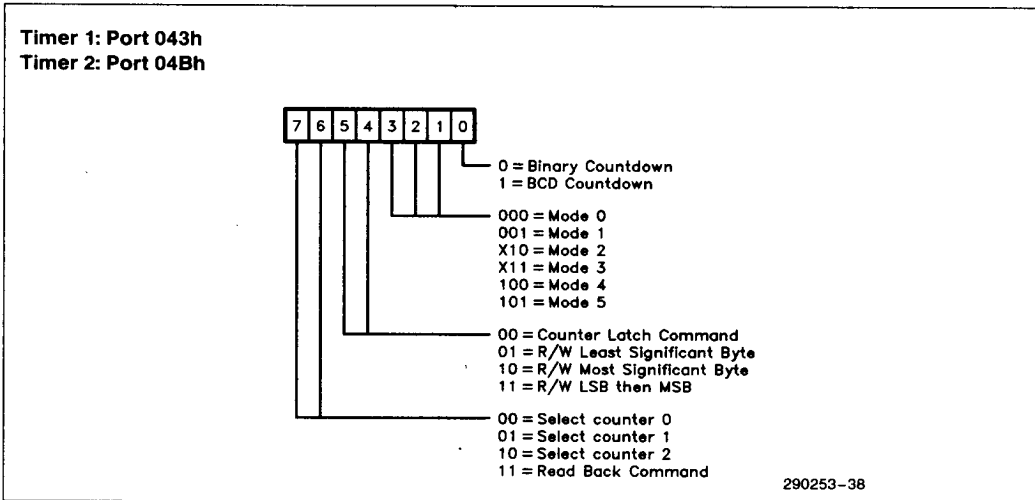 Timer 1: Port 043h
Timer 2: Port 04Bh
7 6 5 4 3 2 1 0
0 = Binary Countdown
1 = BCD Countdown
000 = Mode 0
001 = Mode 1
X10 = Mode 2
X11 = Mode 3
100 = Mode 4
101 = Mode 5
00 = Counter Latch Command
01 = R/W Least Significant Byte
10 = R/W Most Significant Byte
11 = R/W LSB then MSB
00 = Select counter 0
01 = Select counter 1
10 = Select counter 2
11 = Read Back Command
290253-38